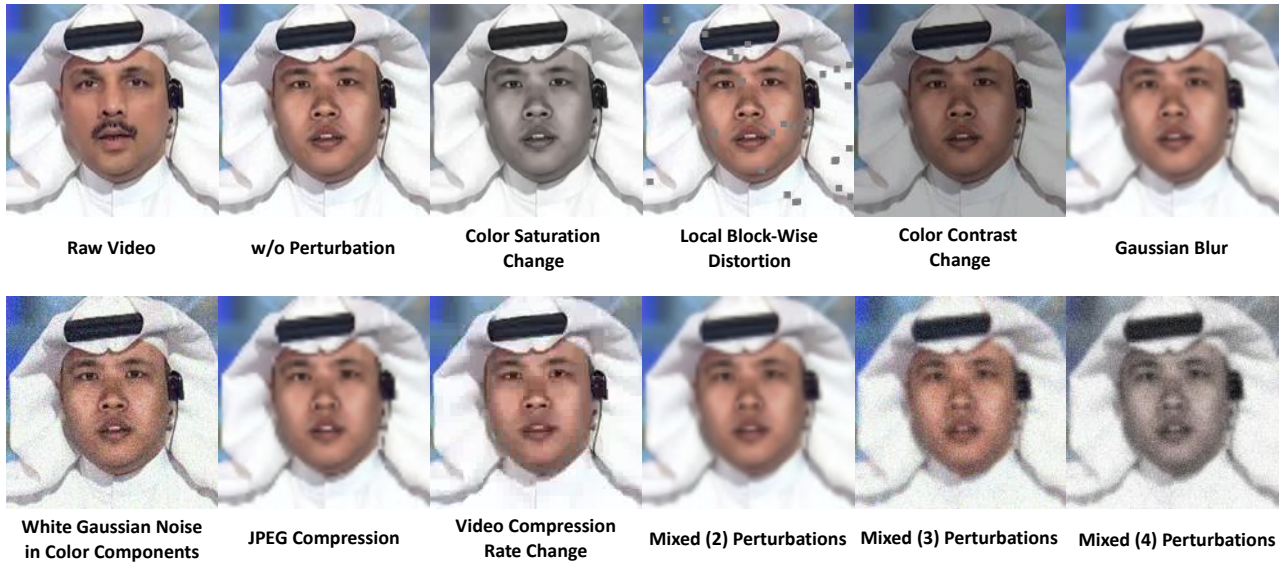 Raw Video
w/o Perturbation
Color Saturation
Change
Local Block-Wise
Distortion
Color Contrast
Change
Gaussian Blur
White Gaussian Noise
in Color Components
JPEG Compression
Video Compression
Rate Change
Mixed (2) Perturbations
Mixed (3) Perturbations
Mixed (4) Perturbations